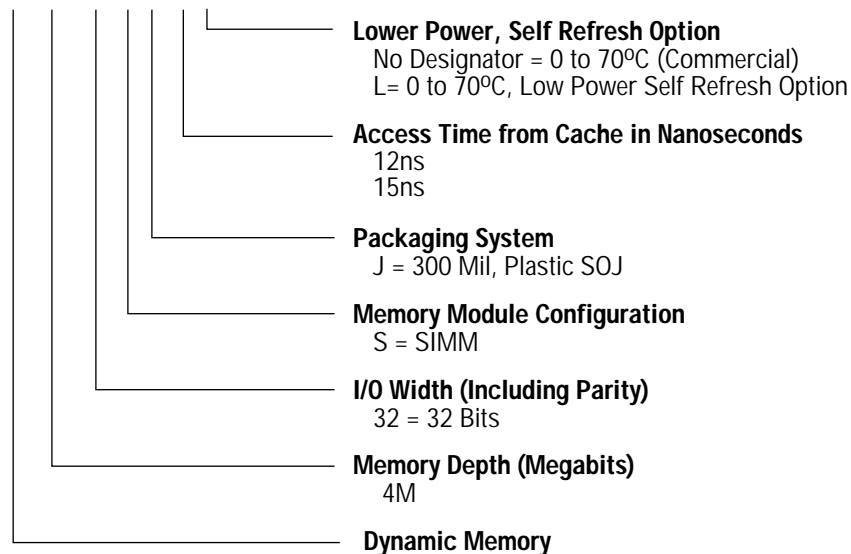 Lower Power, Self Refresh Option
No Designator = 0 to 70ºC (Commercial)
L= 0 to 70ºC, Low Power Self Refresh Option
Access Time from Cache in Nanoseconds
12ns
15ns
Packaging System
J = 300 Mil, Plastic SOJ
Memory Module Configuration
S = SIMM
I/O Width (Including Parity)
32 = 32 Bits
Memory Depth (Megabits)
4M
Dynamic Memory